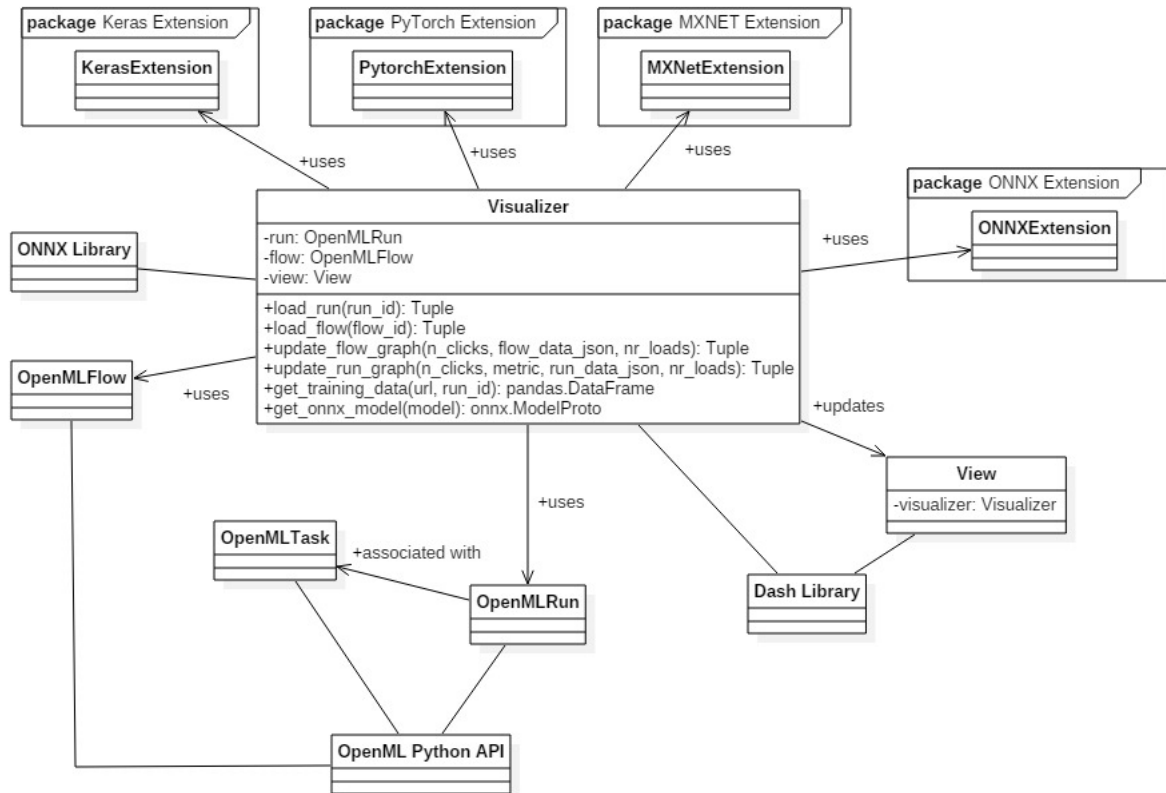 package Keras Extension
KerasExtension
package PyTorch Extension
PytorchExtension
package MXNET Extension
MXNetExtension
+uses
+uses
+uses
package ONNX Extension
ONNXExtension
+uses
Visualizer
-run: OpenMLRun
-flow: OpenMLFlow
-view: View
+load_run(run_id): Tuple
+load_flow(flow_id): Tuple
+update_flow_graph(n_clicks, flow_data_json, nr_loads): Tuple
+update_run_graph(n_clicks, metric, run_data_json, nr_loads): Tuple
+get_training_data(url, run_id): pandas.DataFrame
+get_onnx_model(model): onnx.ModelProto
ONNX Library
OpenMLFlow
+uses
+updates
View
-visualizer: Visualizer
+uses
OpenMLTask
+associated with
OpenMLRun
Dash Library
OpenML Python API